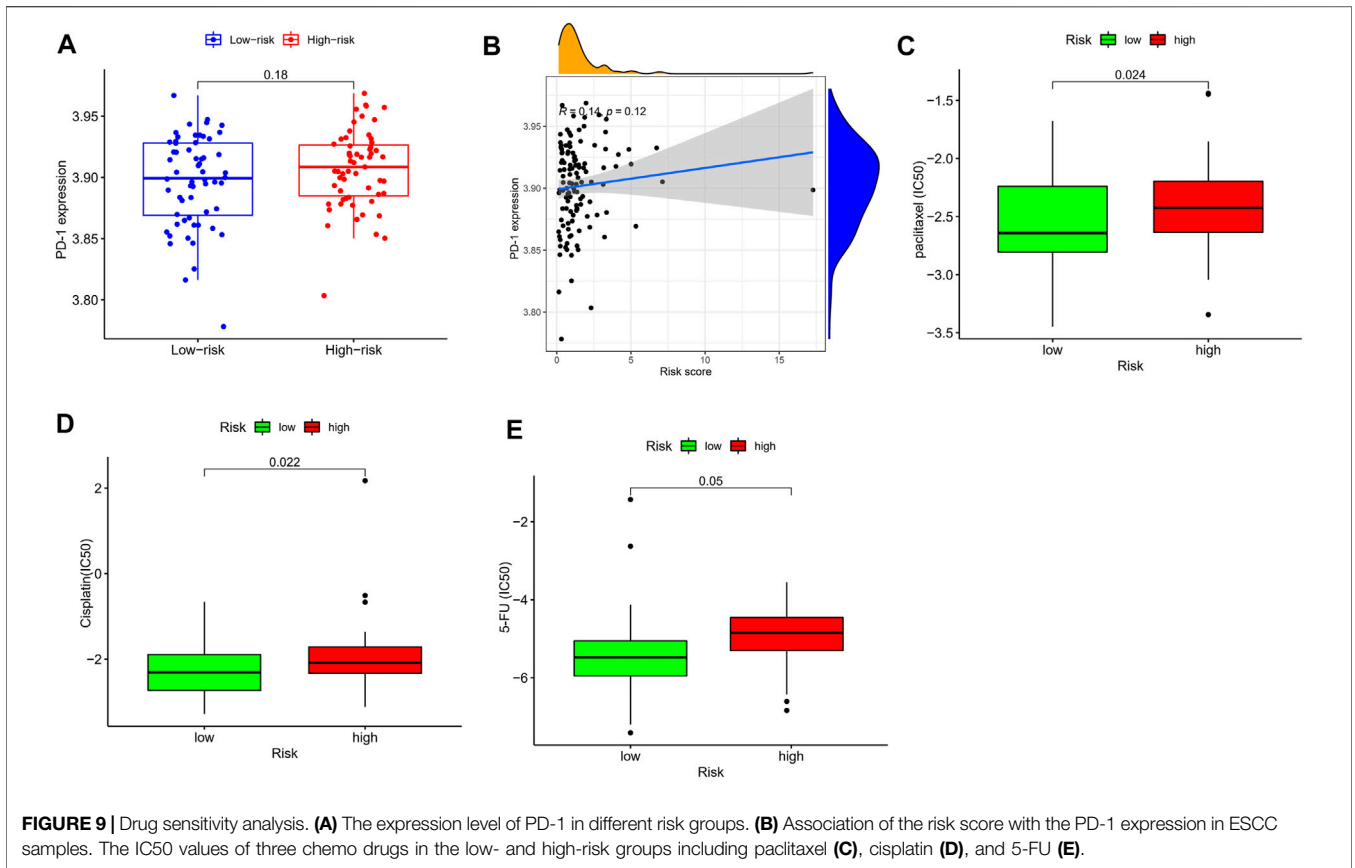 A
Low−risk High−risk
0.18
3.95
3.90
3.85
3.80
PD−1 expression
Low−risk High−risk
B
R = 0.14, p = 0.12
3.95
3.90
3.85
3.80
PD−1 expression
0 5 10 15
Risk score
C
Risk low high
0.024
−1.5
−2.0
−2.5
−3.0
−3.5
paclitaxel (IC50)
low high
Risk
D
Risk low high
0.022
2
0
−2
Cisplatin(IC50)
low high
Risk
E
Risk low high
0.05
−2
−4
−6
5−FU (IC50)
low high
Risk
FIGURE 9 | Drug sensitivity analysis. (A) The expression level of PD-1 in different risk groups. (B) Association of the risk score with the PD-1 expression in ESCC
samples. The IC50 values of three chemo drugs in the low- and high-risk groups including paclitaxel (C), cisplatin (D), and 5-FU (E).